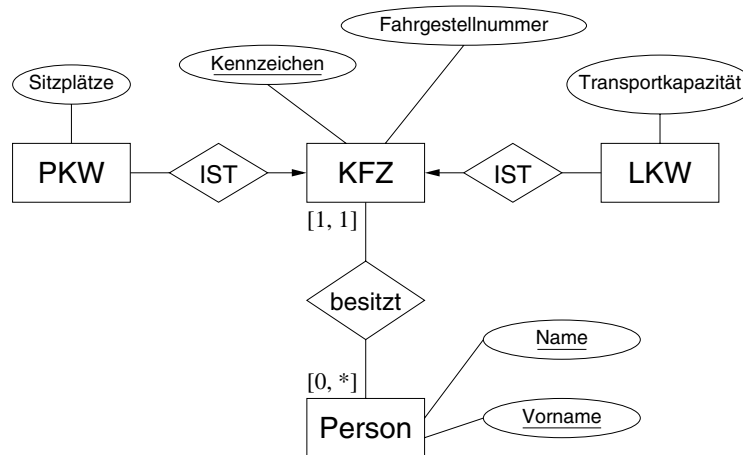 Fahrgestellnummer
Kennzeichen
Sitzplätze
Transportkapazität
PKW
IST
KFZ
IST
LKW
[1, 1]
besitzt
[0, *]
Name
Person
Vorname